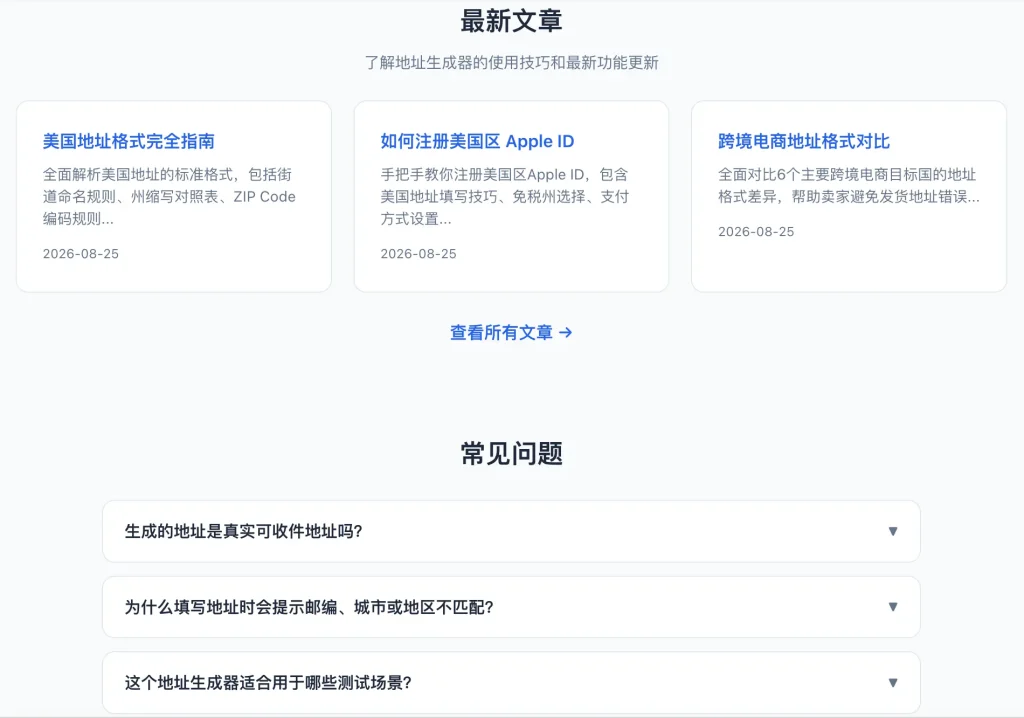 最新文章
了解地址生成器的使用技巧和最新功能更新
美国地址格式完全指南
全面解析美国地址的标准格式，包括街
道命名规则、州缩写对照表、ZIP Code
编码规则...
2026-08-25
如何注册美国区 Apple ID
手把手教你注册美国区Apple ID，包含
美国地址填写技巧、免税州选择、支付
方式设置...
2026-08-25
跨境电商地址格式对比
全面对比6个主要跨境电商目标国的地址
格式差异，帮助卖家避免发货地址错误...
2026-08-25
查看所有文章 →
常见问题
生成的地址是真实可收件地址吗?
▼
为什么填写地址时会提示邮编、城市或地区不匹配?
▼
这个地址生成器适合用于哪些测试场景?
▼